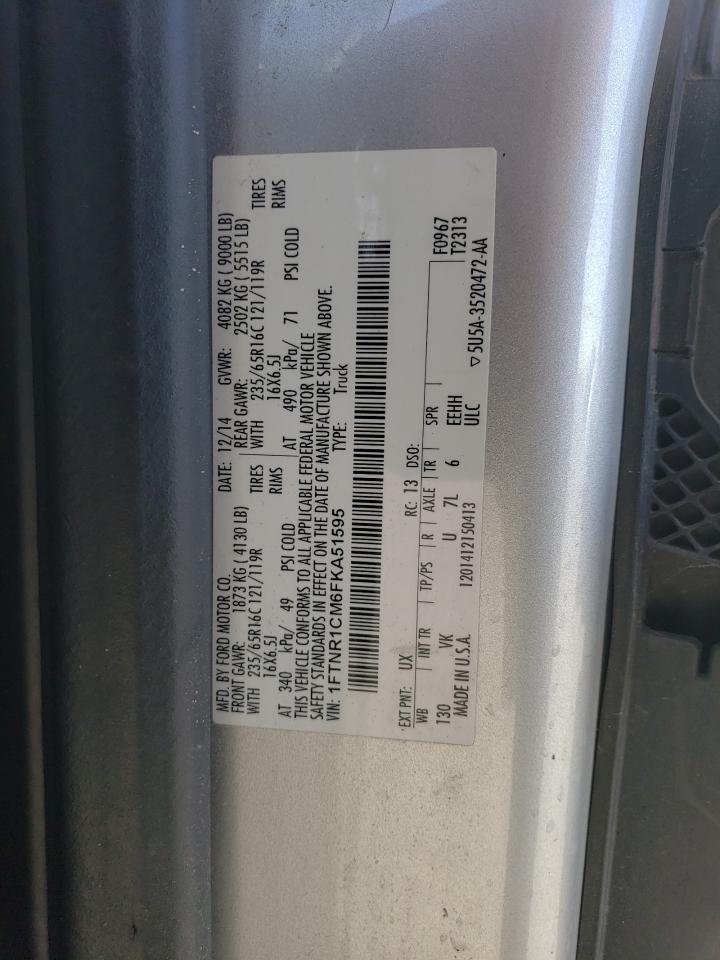 MFD. BY FORD MOTOR CO. DATE: 12/14 GVWR: 4082 KG ( 9000 LB)
FRONT GAWR: 1873 KG ( 4130 LB) REAR GAWR: 2502 KG ( 5515 LB)
WITH 235/65R16C 121/119R TIRES WITH 235/65R16C 121/119R TIRES
16X6.5J RIMS 16X6.5J RIMS
AT 340 kPa/ 49 PSI COLD AT 490 kPa/ 71 PSI COLD
THIS VEHICLE CONFORMS TO ALL APPLICABLE FEDERAL MOTOR VEHICLE
SAFETY STANDARDS IN EFFECT ON THE DATE OF MANUFACTURE SHOWN ABOVE.
VIN: 1FTNR1CM6FKA51595 TYPE: Truck
EXT PNT: UX RC: 13 DSO: F0967
WB INT TR TP/PS R AXLE TR SPR T2313
130 VK U 7L 6 EEHH
MADE IN U.S.A. 1201412150413 ULC ▽5U5A-3520472-AA